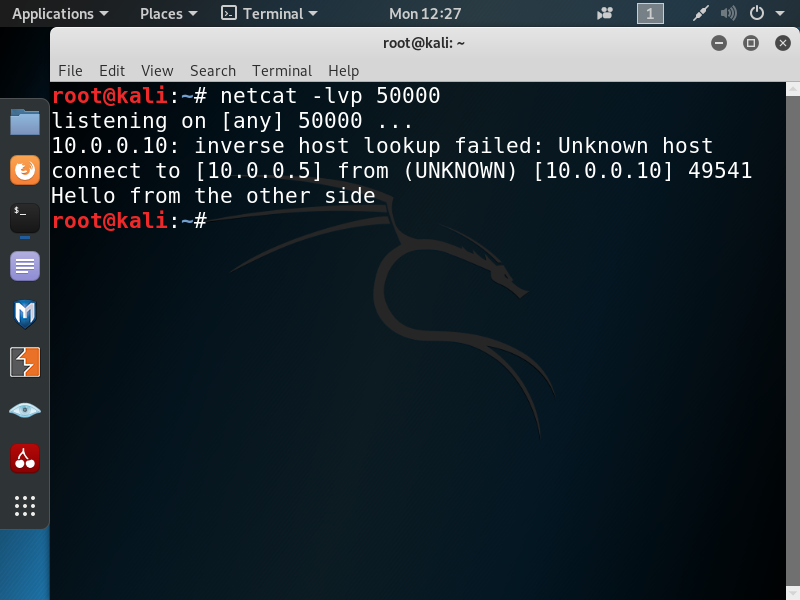 Applications Places Terminal Mon 12:27 1
root@kali: ~
File Edit View Search Terminal Help
root@kali:~# netcat -lvp 50000
listening on [any] 50000 ...
10.0.0.10: inverse host lookup failed: Unknown host
connect to [10.0.0.5] from (UNKNOWN) [10.0.0.10] 49541
Hello from the other side
root@kali:~#
$_